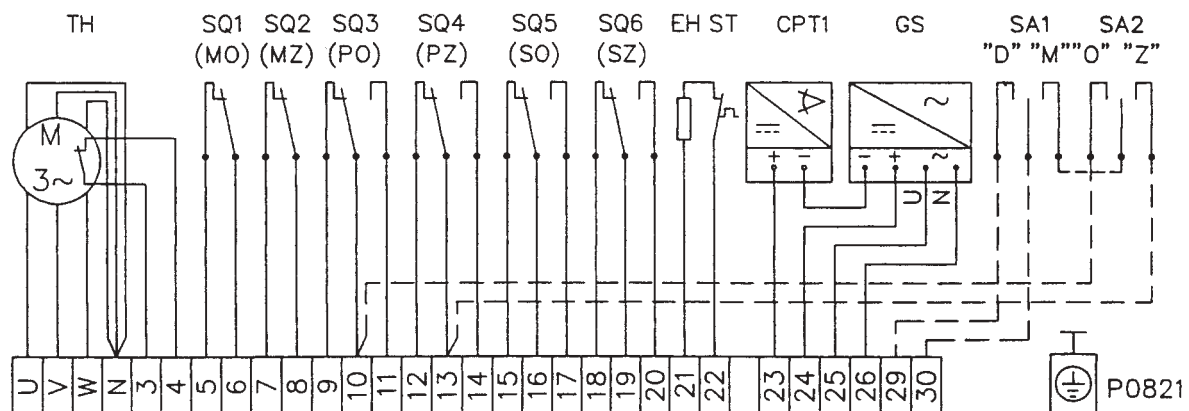 TH SQ1 SQ2 SQ3 SQ4 SQ5 SQ6 EH ST CPT1 GS SA1 SA2
(MO) (MZ) (PO) (PZ) (SO) (SZ) "D" "M" "O" "Z"
M
3~
~
+ − − + ~
U N
U V W N 3 4 5 6 7 8 9 10 11 12 13 14 15 16 17 18 19 20 21 22 23 24 25 26 29 30
P0821